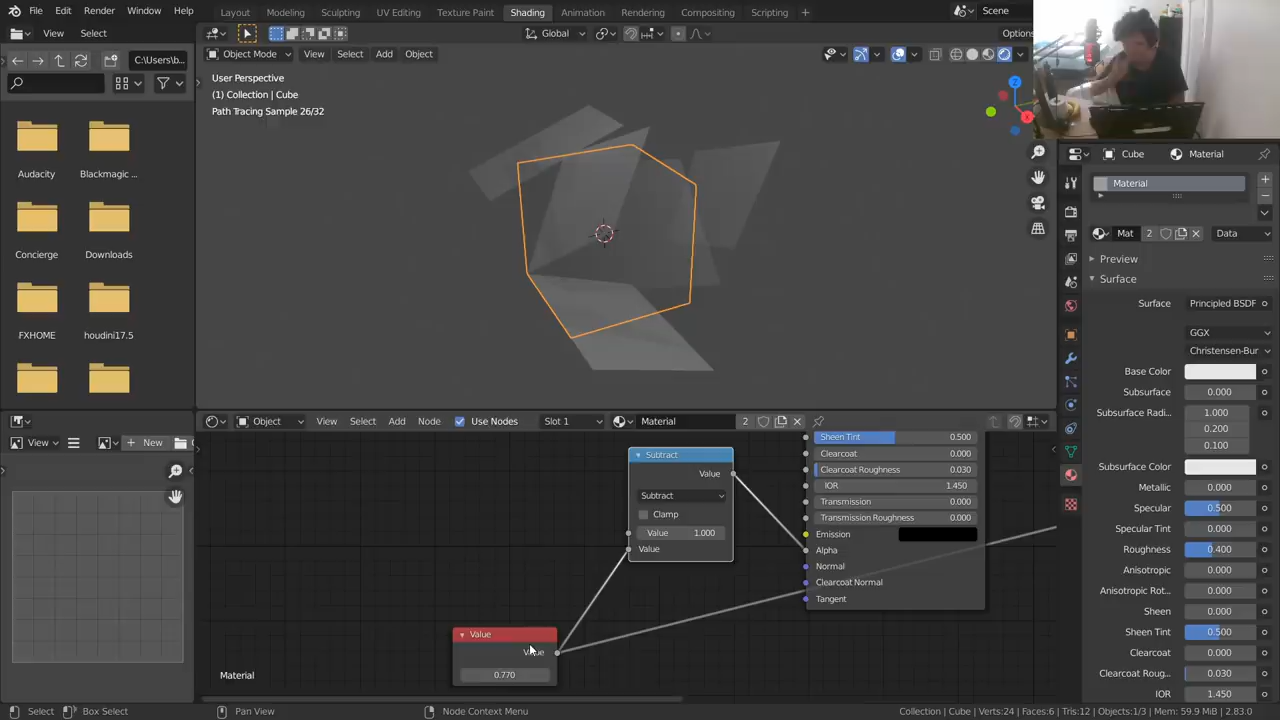 File Edit Render Window Help Layout Modeling Sculpting UV Editing Texture Paint Shading Animation Rendering Compositing Scripting + Scene
View Select Object Mode View Select Add Object Global Options
C:\Users\b...
User Perspective
(1) Collection | Cube
Path Tracing Sample 26/32
Z
X
Audacity Blackmagic ...
Concierge Downloads
FXHOME houdini17.5
Cube Material
Material
Mat 2 Data
Preview
Surface
Surface Principled BSDF
GGX
Christensen-Bur
Base Color
Subsurface 0.000
Subsurface Radi... 1.000
0.200
0.100
Subsurface Color
Metallic 0.000
Specular 0.500
Specular Tint 0.000
Roughness 0.400
Anisotropic 0.000
Anisotropic Rot... 0.000
Sheen 0.000
Sheen Tint 0.500
Clearcoat 0.000
Clearcoat Roug... 0.030
IOR 1.450
View New
Object View Select Add Node Use Nodes Slot 1 Material 2
Subtract
Value
Subtract
Clamp
Value 1.000
Value
Value
Value
0.770
Sheen Tint 0.500
Clearcoat 0.000
Clearcoat Roughness 0.030
IOR 1.450
Transmission 0.000
Transmission Roughness 0.000
Emission
Alpha
Normal
Clearcoat Normal
Tangent
Material
Select Box Select Pan View Node Context Menu Collection | Cube | Verts:24 | Faces:6 | Tris:12 | Objects:1/3 | Mem: 59.9 MiB | 2.83.0